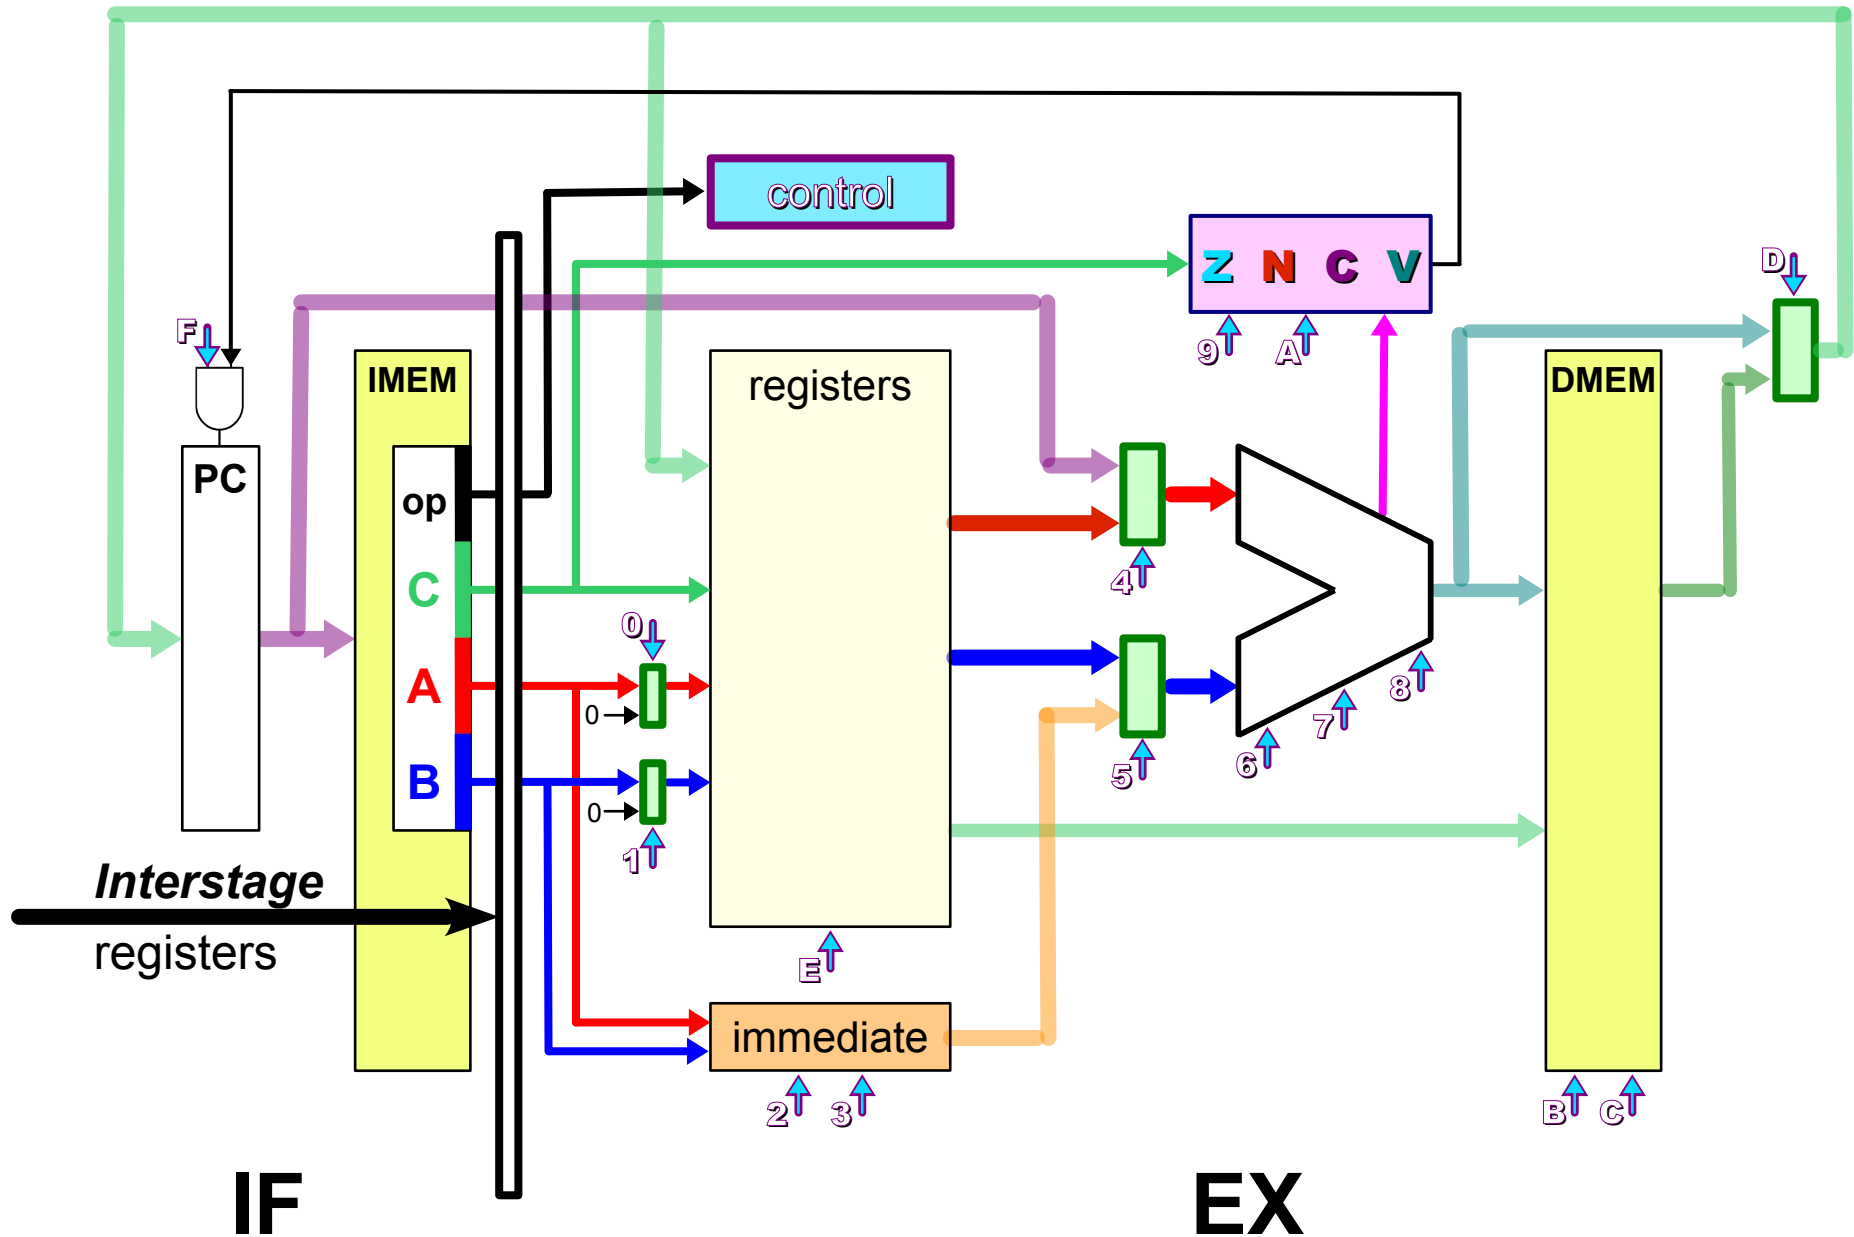 control
Z N C V
D
F
9
A
IMEM
registers
DMEM
PC
op
4
C
0
A
8
0
7
B
6
5
0
1
Interstage
registers
E
immediate
2
3
B
C
IF
EX